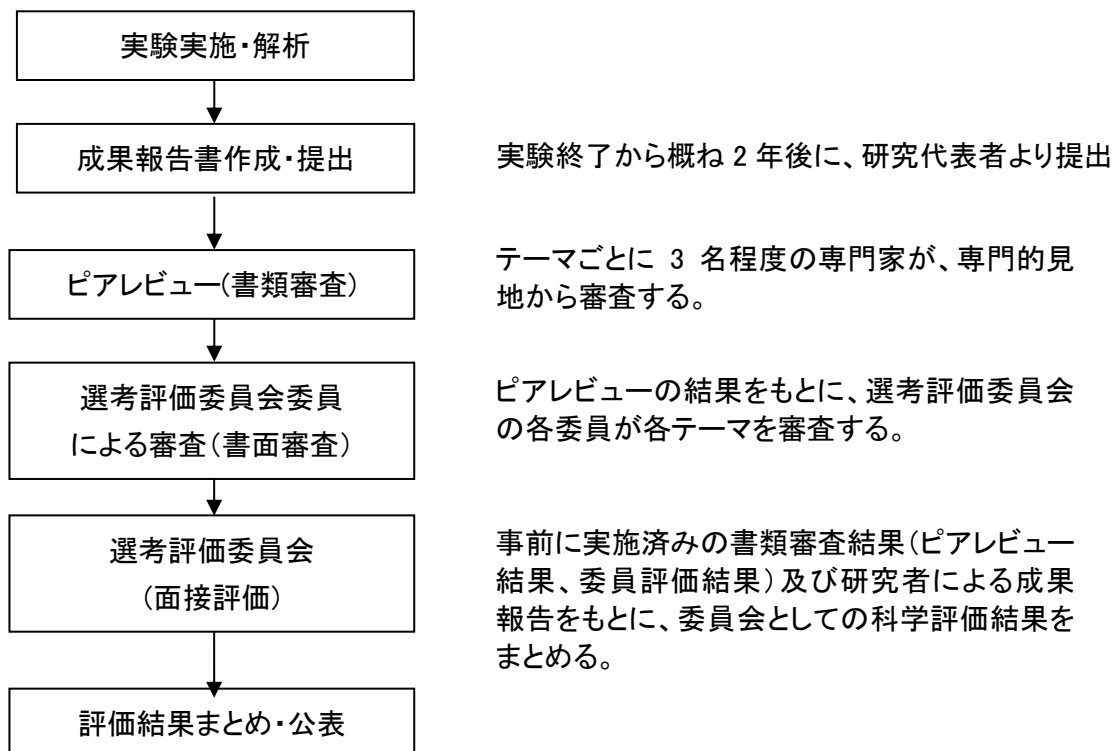 実験実施・解析
成果報告書作成・提出
実験終了から概ね 2 年後に、研究代表者より提出
ピアレビュー(書類審査)
テーマごとに 3 名程度の専門家が、専門的見
地から審査する。
選考評価委員会委員
による審査(書面審査)
ピアレビューの結果をもとに、選考評価委員会
の各委員が各テーマを審査する。
選考評価委員会
(面接評価)
事前に実施済みの書類審査結果(ピアレビュー
結果、委員評価結果)及び研究者による成果
報告をもとに、委員会としての科学評価結果を
まとめる。
評価結果まとめ・公表